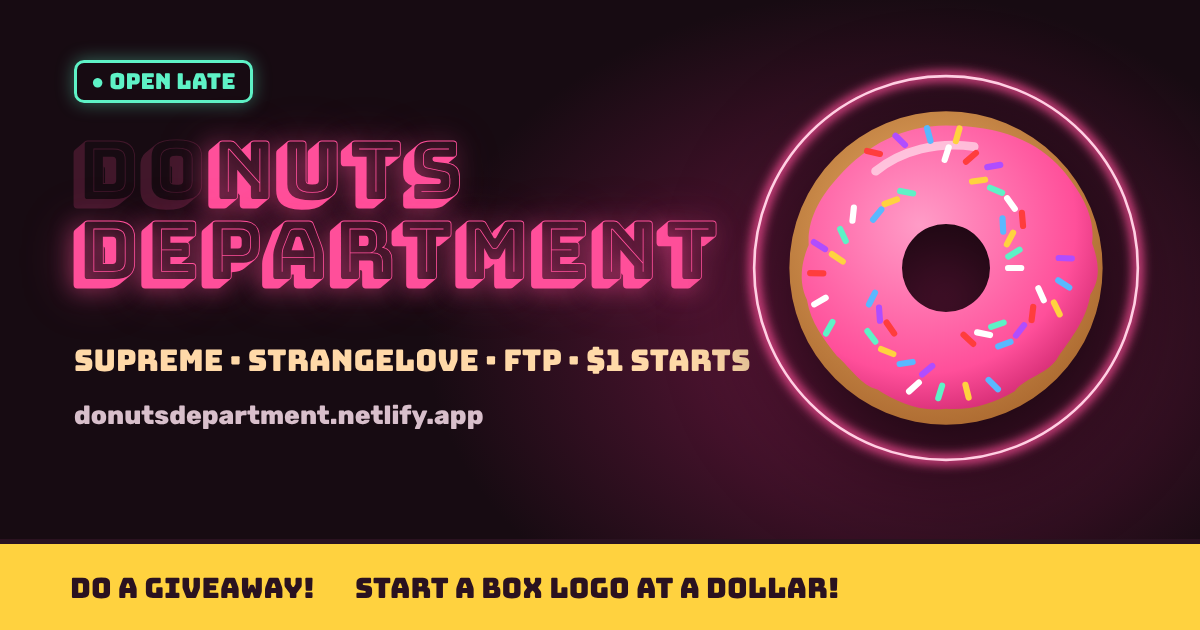 • OPEN LATE
DONUTS
DEPARTMENT
SUPREME • STRANGELOVE • FTP • $1 STARTS
donutsdepartment.netlify.app
DO A GIVEAWAY! START A BOX LOGO AT A DOLLAR!